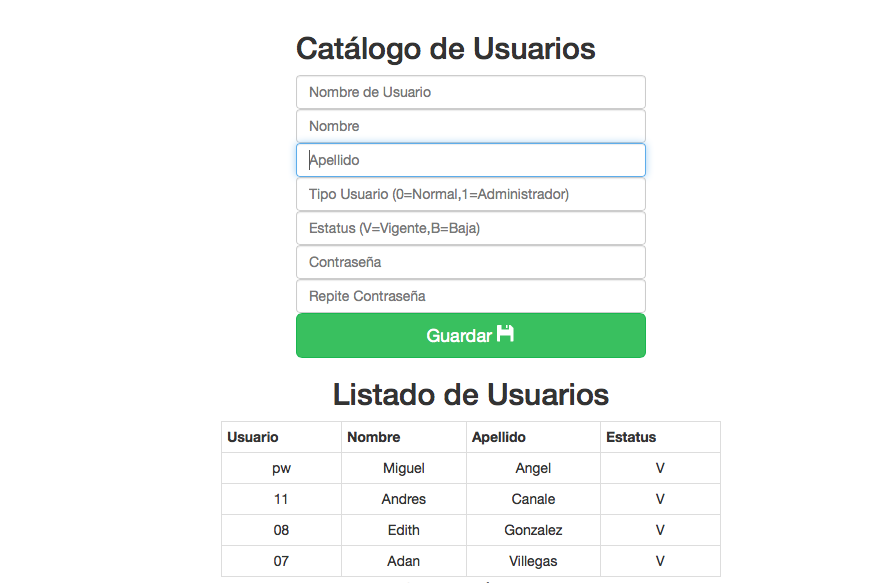 Catálogo de Usuarios
Nombre de Usuario
Nombre
Apellido
Tipo Usuario (0=Normal,1=Administrador)
Estatus (V=Vigente,B=Baja)
Contraseña
Repite Contraseña
Guardar
Listado de Usuarios
Usuario Nombre Apellido Estatus
pw Miguel Angel V
11 Andres Canale V
08 Edith Gonzalez V
07 Adan Villegas V